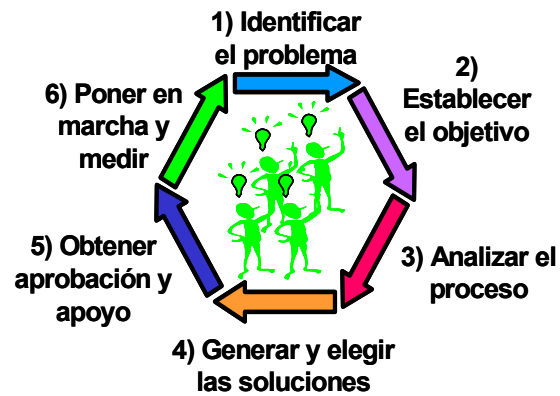 1) Identificar
el problema
2)
Establecer
el objetivo
3) Analizar el
proceso
4) Generar y elegir
las soluciones
5) Obtener
aprobación y
apoyo
6) Poner en
marcha y
medir